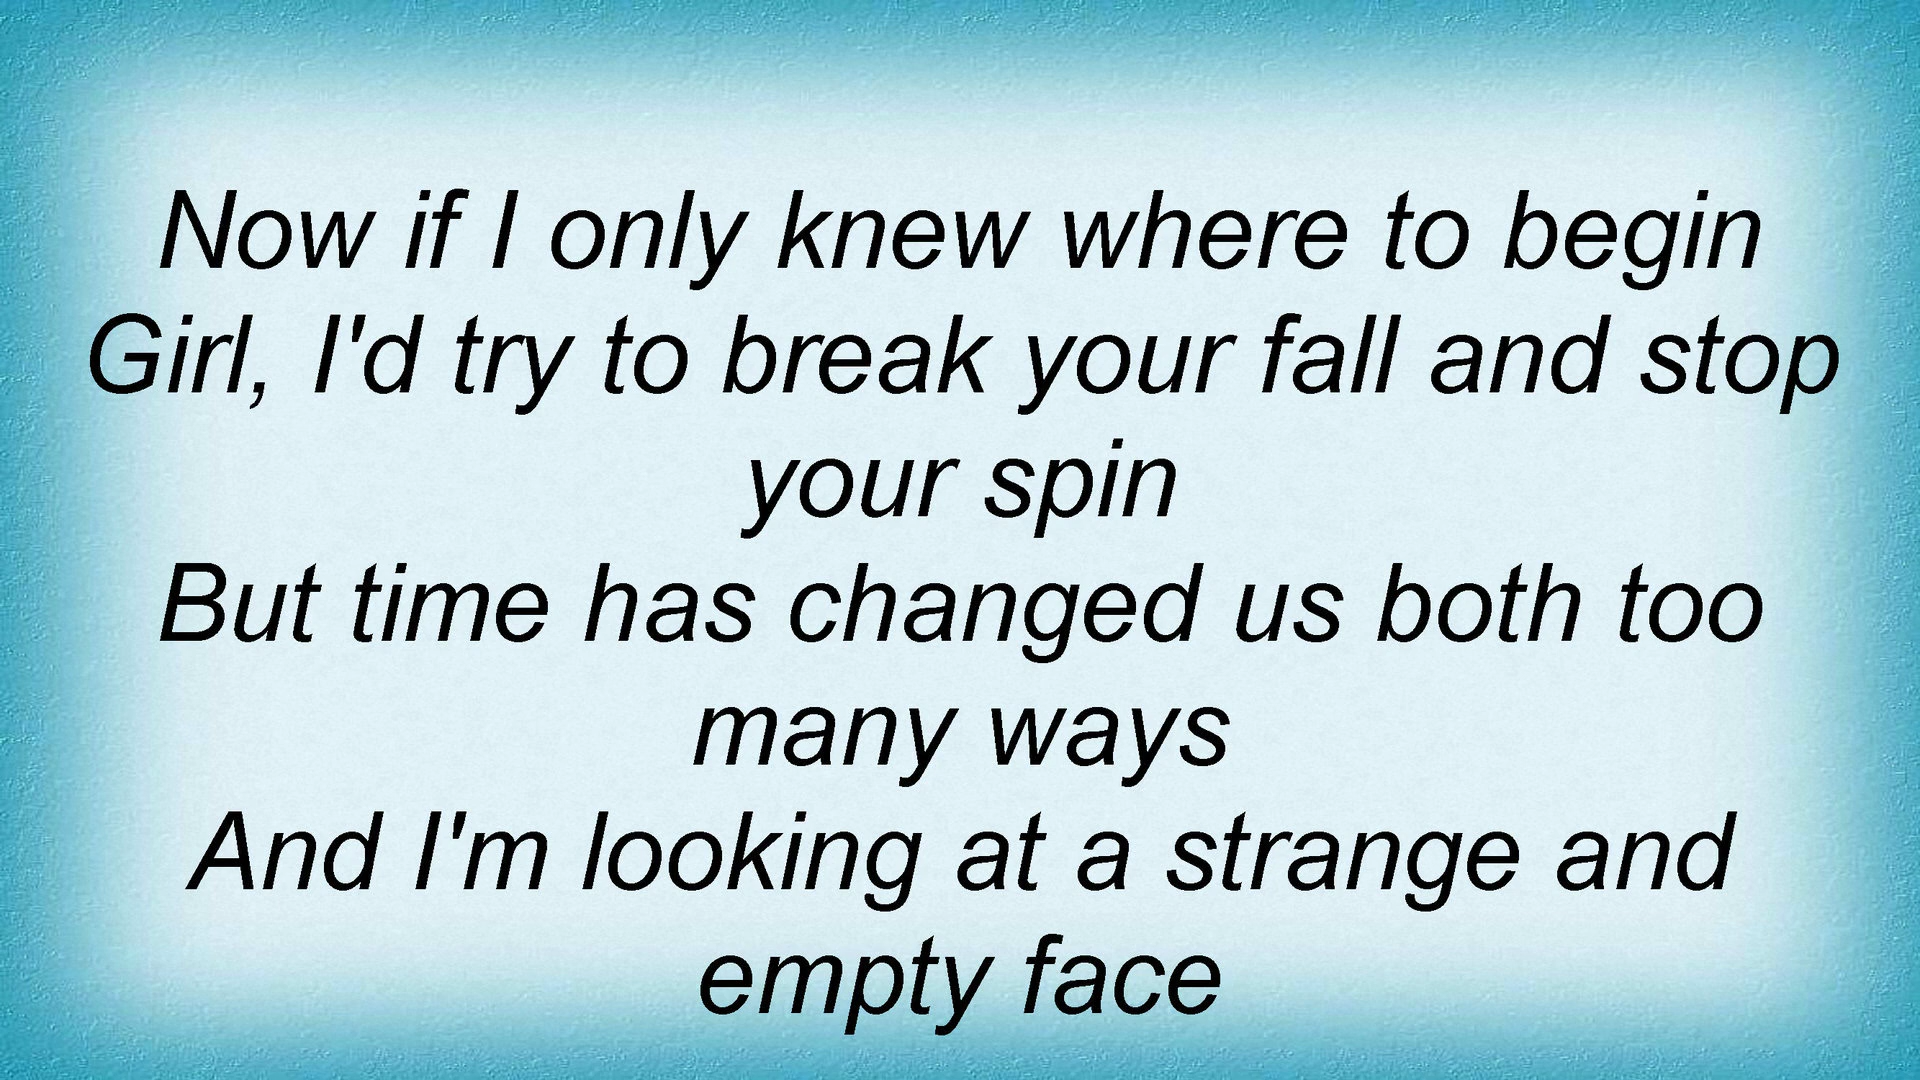 Now if I only knew where to begin
Girl, I'd try to break your fall and stop
your spin
But time has changed us both too
many ways
And I'm looking at a strange and
empty face